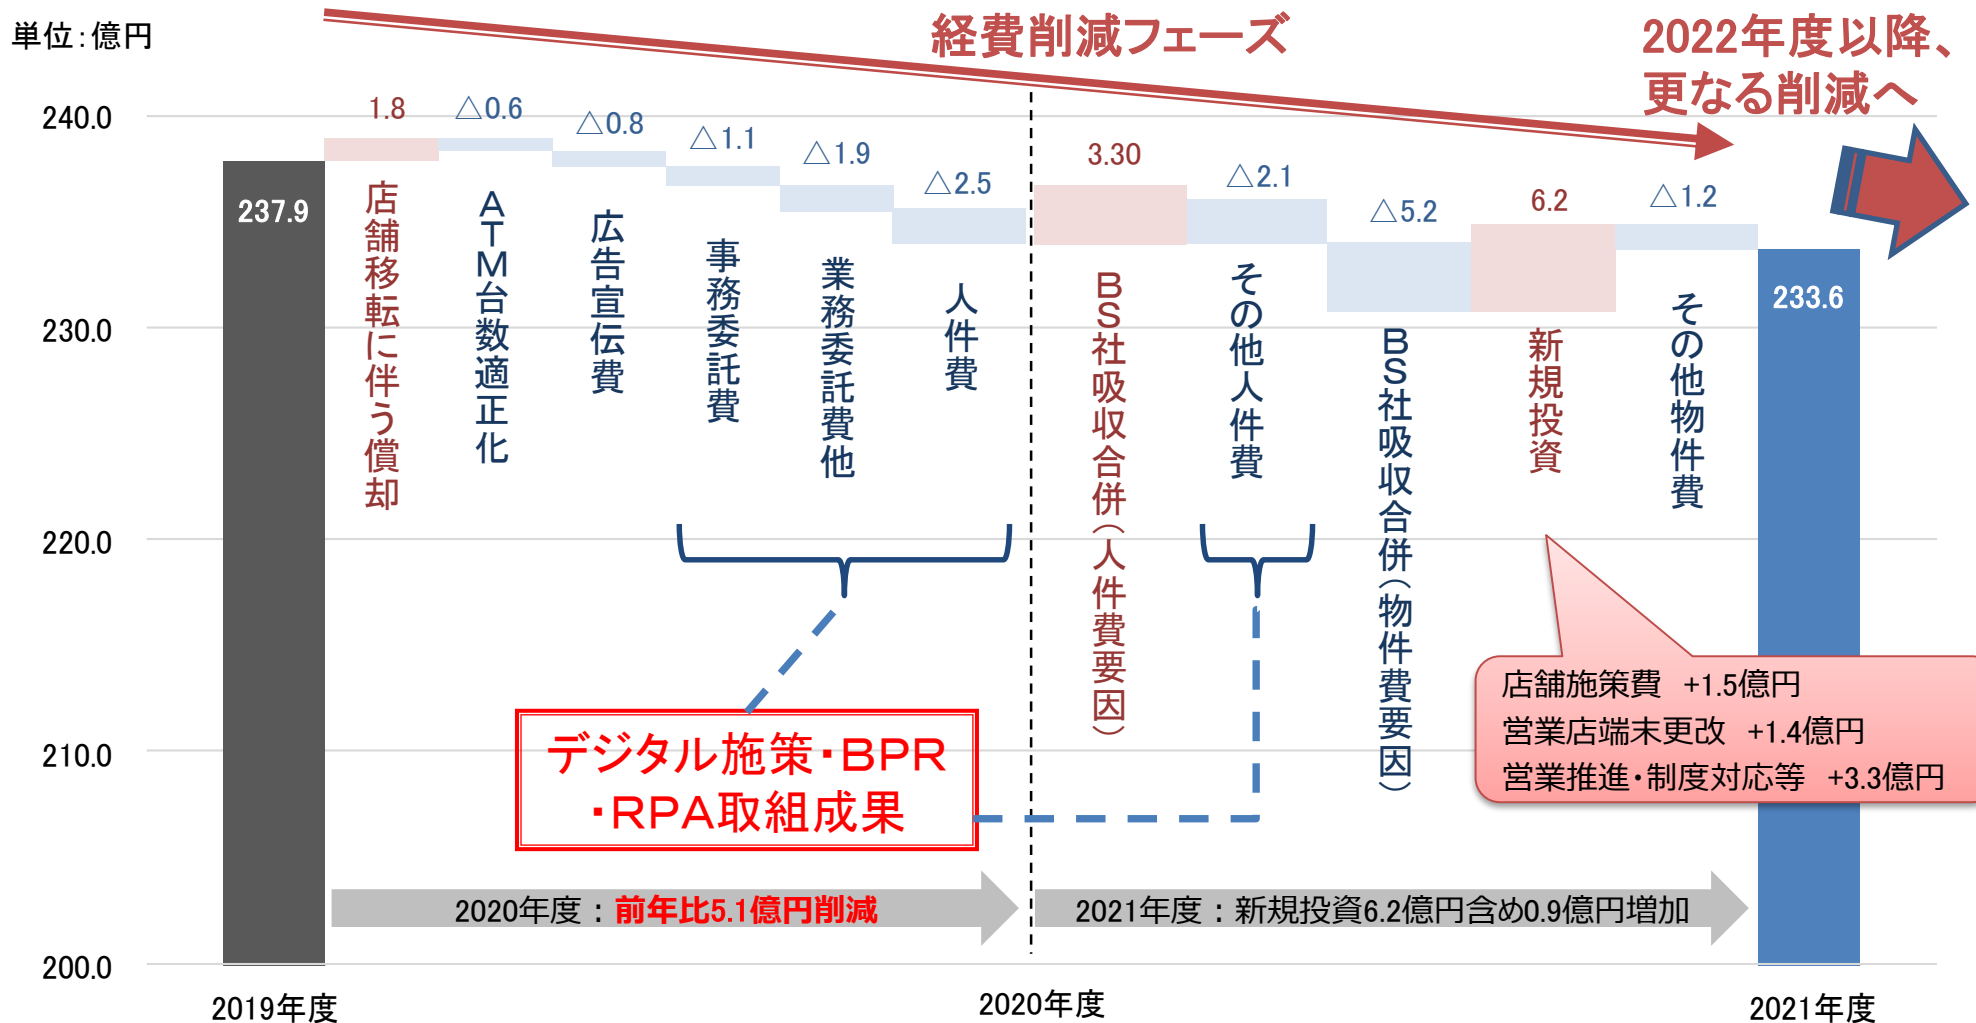 単位：億円
経費削減フェーズ
2022年度以降、
更なる削減へ
240.0
230.0
220.0
210.0
200.0
237.9
1.8
店舗移転に伴う償却
△0.6
ＡＴＭ台数適正化
△0.8
広告宣伝費
△1.1
事務委託費
△1.9
業務委託費他
△2.5
人件費
3.30
ＢＳ社吸収合併（人件費要因）
△2.1
その他人件費
△5.2
ＢＳ社吸収合併（物件費要因）
6.2
新規投資
△1.2
その他物件費
233.6
店舗施策費　+1.5億円
営業店端末更改　+1.4億円
営業推進・制度対応等　+3.3億円
デジタル施策・ＢＰＲ
・ＲＰＡ取組成果
2020年度 ： 前年比5.1億円削減
2021年度 ： 新規投資6.2億円含め0.9億円増加
2019年度
2020年度
2021年度